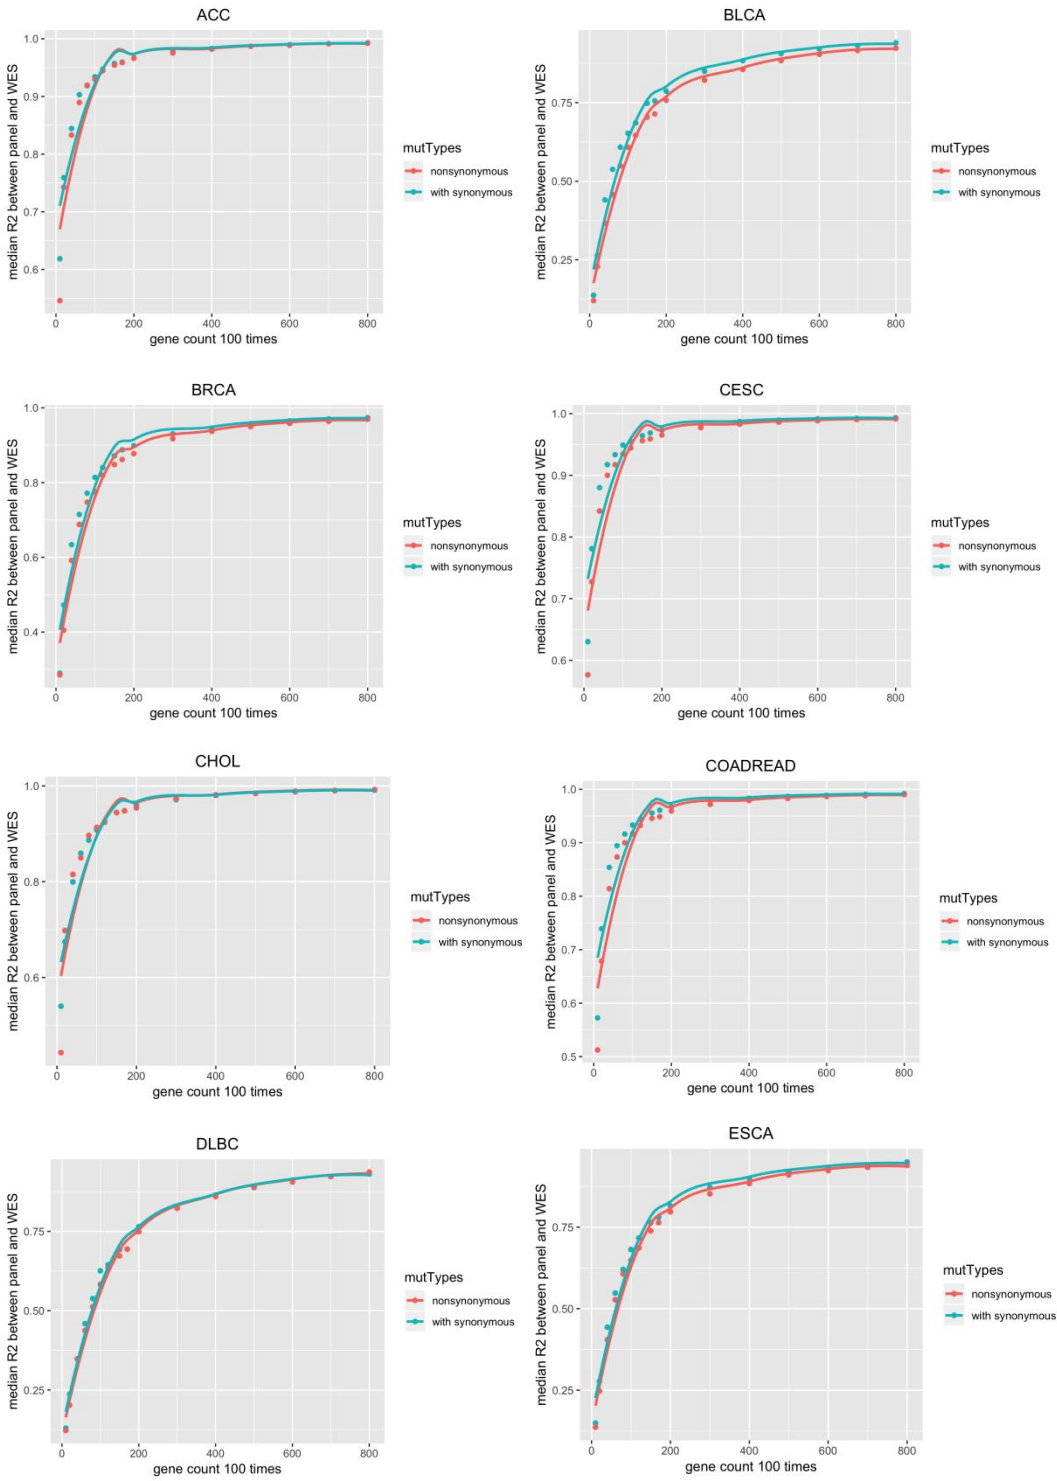 ACC
median R2 between panel and WES
1.0
0.9
0.8
0.7
0.6
0 200 400 600 800
gene count 100 times
mutTypes
nonsynonymous
with synonymous
BLCA
median R2 between panel and WES
0.75
0.50
0.25
0 200 400 600 800
gene count 100 times
mutTypes
nonsynonymous
with synonymous
BRCA
median R2 between panel and WES
1.0
0.8
0.6
0.4
0 200 400 600 800
gene count 100 times
mutTypes
nonsynonymous
with synonymous
CESC
median R2 between panel and WES
1.0
0.9
0.8
0.7
0.6
0 200 400 600 800
gene count 100 times
mutTypes
nonsynonymous
with synonymous
CHOL
median R2 between panel and WES
1.0
0.8
0.6
0 200 400 600 800
gene count 100 times
mutTypes
nonsynonymous
with synonymous
COADREAD
median R2 between panel and WES
1.0
0.9
0.8
0.7
0.6
0.5
0 200 400 600 800
gene count 100 times
mutTypes
nonsynonymous
with synonymous
DLBC
median R2 between panel and WES
0.75
0.50
0.25
0 200 400 600 800
gene count 100 times
mutTypes
nonsynonymous
with synonymous
ESCA
median R2 between panel and WES
0.75
0.50
0.25
0 200 400 600 800
gene count 100 times
mutTypes
nonsynonymous
with synonymous